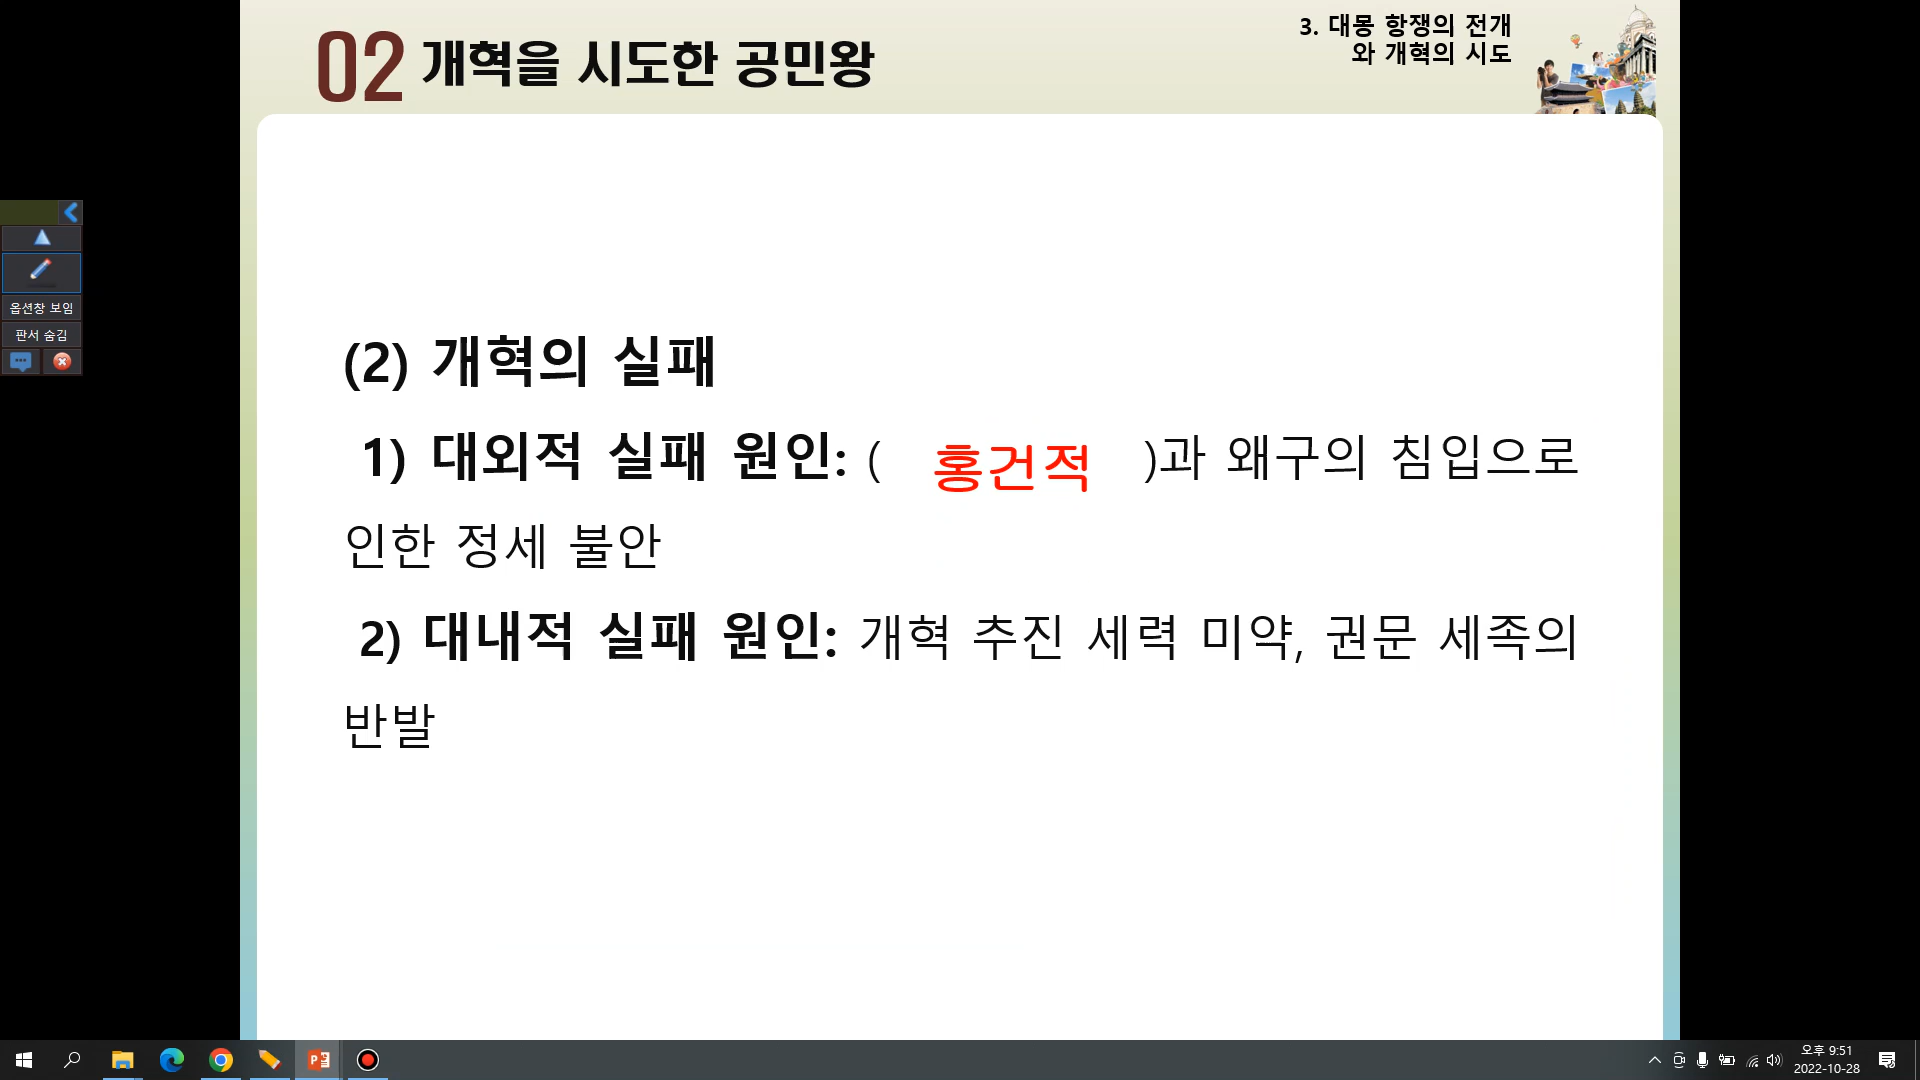 02 개혁을 시도한 공민왕
3. 대몽 항쟁의 전개
와 개혁의 시도
옵션창 보임
판서 숨김
(2) 개혁의 실패
1) 대외적 실패 원인: ( 홍건적 )과 왜구의 침입으로
인한 정세 불안
2) 대내적 실패 원인: 개혁 추진 세력 미약, 권문 세족의
반발
오후 9:51
2022-10-28